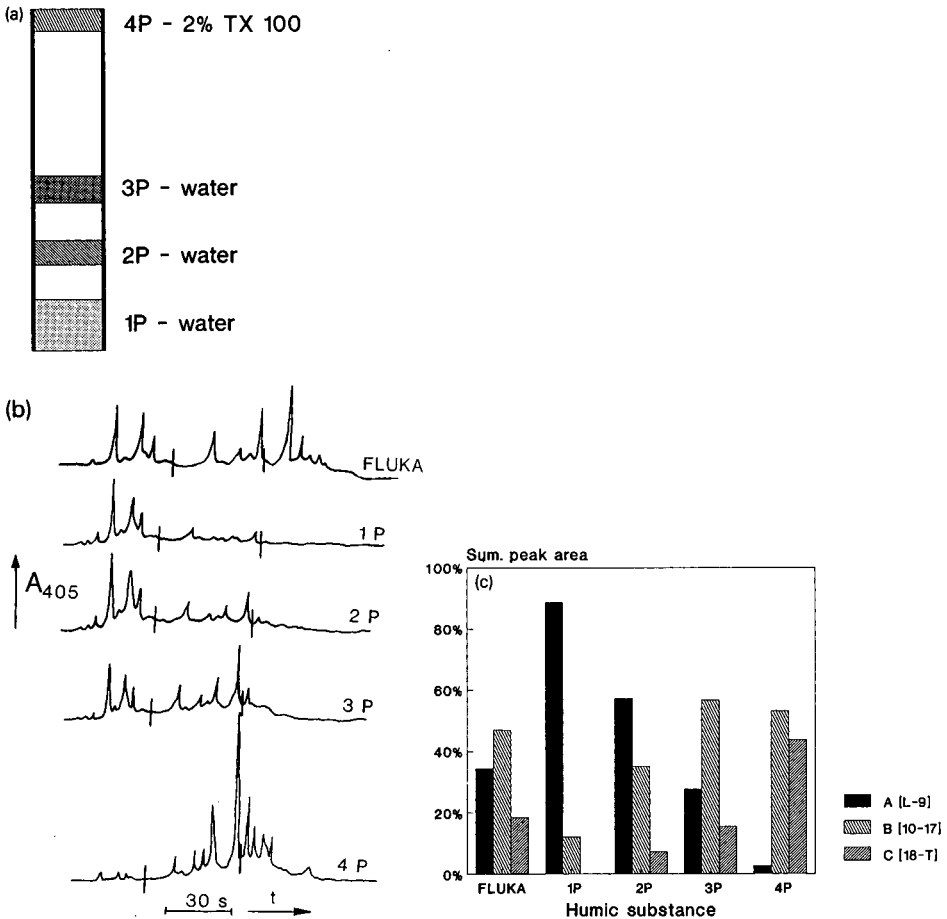 (a)
4P - 2% TX 100
3P - water
2P - water
1P - water
(b)
FLUKA
1 P
A405
2 P
3 P
4 P
30 s
t
Sum. peak area
(c)
100%
80%
60%
40%
20%
0%
FLUKA 1P 2P 3P 4P
Humic substance
A [L-9]
B [10-17]
C [18-T]